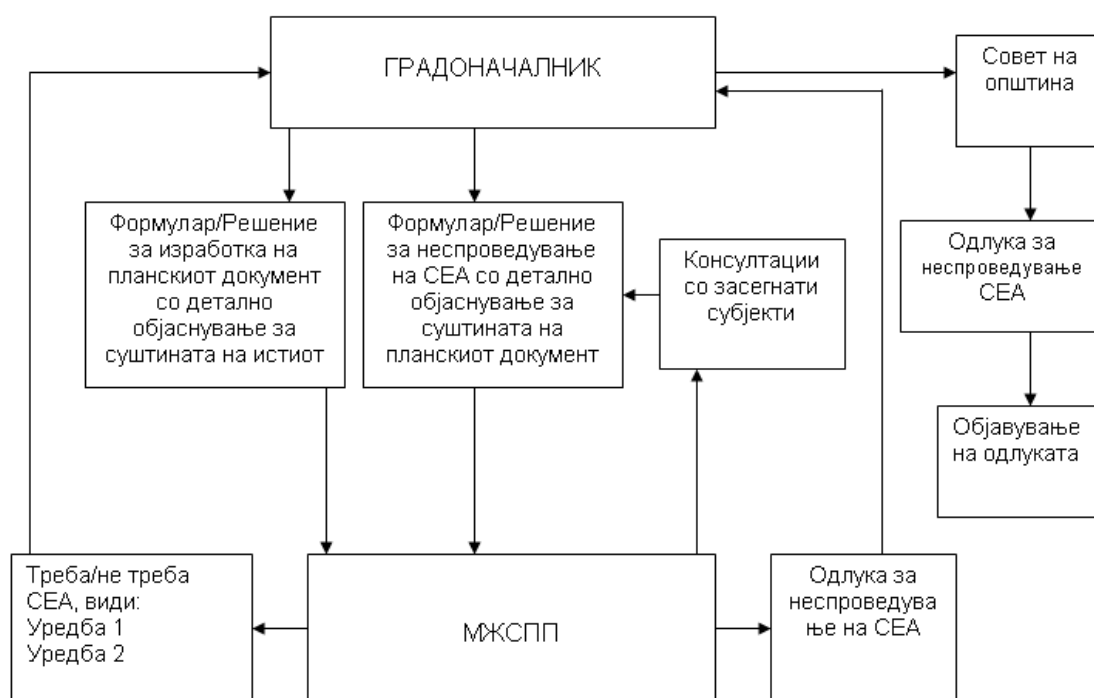 ГРАДОНАЧАЛНИК
Совет на
општина
Формулар/Решение
за изработка на
планскиот документ
со детално
објаснување за
суштината на истиот
Формулар/Решение
за неспроведување
на СЕА со детално
објаснување за
суштината на
планскиот документ
Консултации
со засегнати
субјекти
Одлука за
неспроведување
СЕА
Објавување
на одлуката
Треба/не треба
СЕА, види:
Уредба 1
Уредба 2
МЖСПП
Одлука за
неспроведува
ње на СЕА